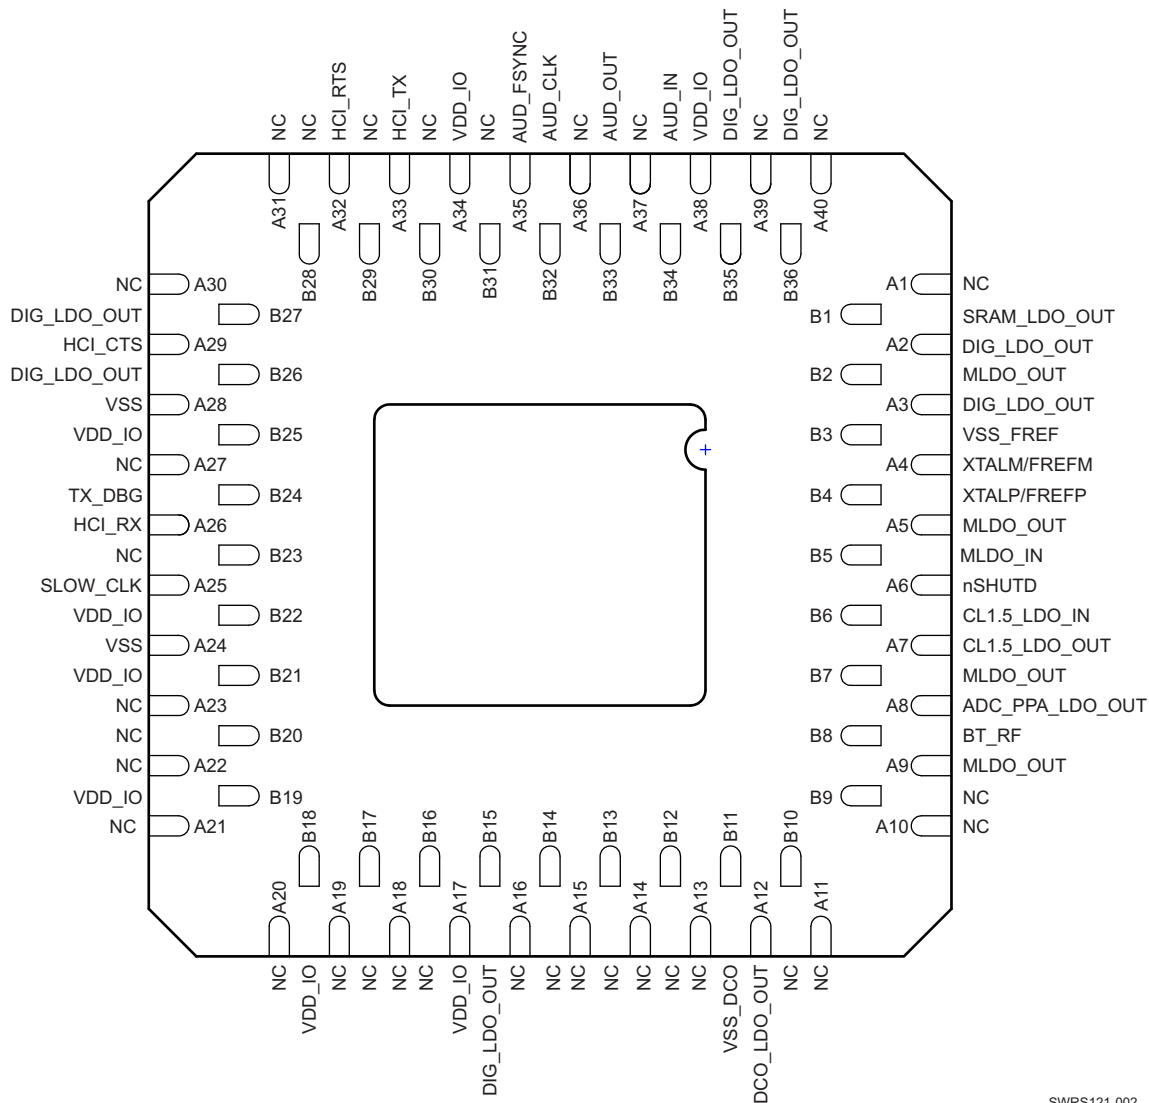 NC
NC
HCI_RTS
NC
HCI_TX
NC
VDD_IO
NC
AUD_FSYNC
AUD_CLK
NC
AUD_OUT
NC
AUD_IN
VDD_IO
DIG_LDO_OUT
NC
DIG_LDO_OUT
NC
A31
A32
A33
A34
A35
A36
A37
A38
A39
A40
B28
B29
B30
B31
B32
B33
B34
B35
B36
NC A30
DIG_LDO_OUT B27
HCI_CTS A29
DIG_LDO_OUT B26
VSS A28
VDD_IO B25
NC A27
TX_DBG B24
HCI_RX A26
NC B23
SLOW_CLK A25
VDD_IO B22
VSS A24
VDD_IO B21
NC A23
NC B20
NC A22
VDD_IO B19
NC A21
A1 NC
B1 SRAM_LDO_OUT
A2 DIG_LDO_OUT
B2 MLDO_OUT
A3 DIG_LDO_OUT
B3 VSS_FREF
A4 XTALM/FREFM
B4 XTALP/FREFP
A5 MLDO_OUT
B5 MLDO_IN
A6 nSHUTD
B6 CL1.5_LDO_IN
A7 CL1.5_LDO_OUT
B7 MLDO_OUT
A8 ADC_PPA_LDO_OUT
B8 BT_RF
A9 MLDO_OUT
B9 NC
A10 NC
B18
B17
B16
B15
B14
B13
B12
B11
B10
A20
A19
A18
A17
A16
A15
A14
A13
A12
A11
NC
VDD_IO
NC
NC
NC
NC
VDD_IO
DIG_LDO_OUT
NC
NC
NC
NC
NC
NC
NC
VSS_DCO
DCO_LDO_OUT
NC
NC
SWRS121-002